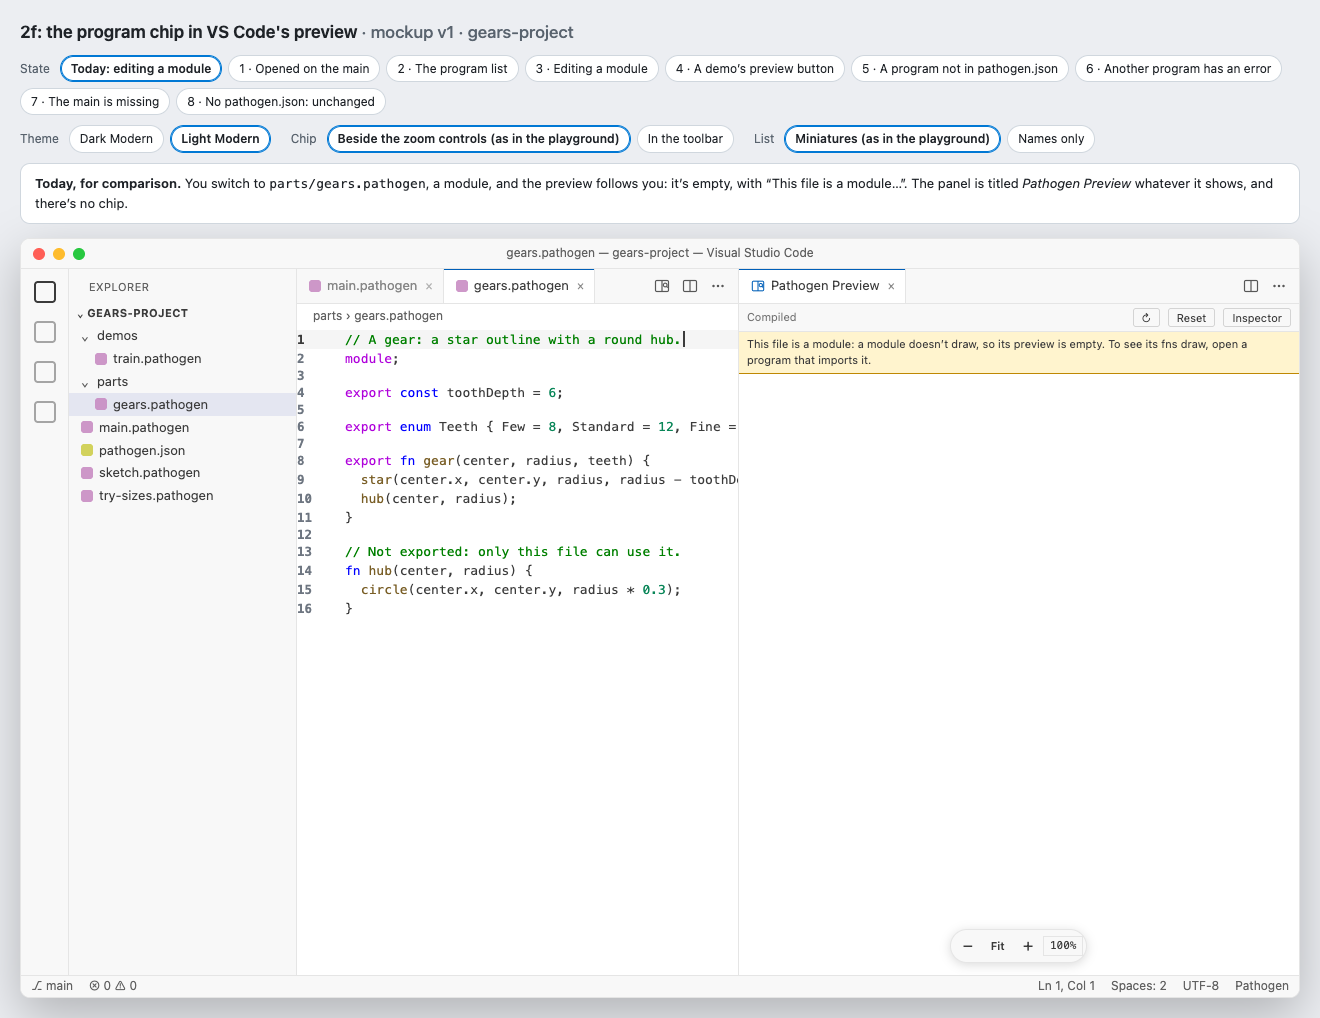 2f: the program chip in VS Code's preview · mockup v1 · gears-project
State Today: editing a module 1 · Opened on the main 2 · The program list 3 · Editing a module 4 · A demo's preview button 5 · A program not in pathogen.json 6 · Another program has an error
7 · The main is missing 8 · No pathogen.json: unchanged
Theme Dark Modern Light Modern Chip Beside the zoom controls (as in the playground) In the toolbar List Miniatures (as in the playground) Names only
Today, for comparison. You switch to parts/gears.pathogen, a module, and the preview follows you: it's empty, with “This file is a module…”. The panel is titled Pathogen Preview whatever it shows, and
there's no chip.
gears.pathogen — gears-project — Visual Studio Code
EXPLORER
GEARS-PROJECT
demos
train.pathogen
parts
gears.pathogen
main.pathogen
pathogen.json
sketch.pathogen
try-sizes.pathogen
main.pathogen × gears.pathogen ×
parts › gears.pathogen
1 // A gear: a star outline with a round hub.
2 module;
3
4 export const toothDepth = 6;
5
6 export enum Teeth { Few = 8, Standard = 12, Fine =
7
8 export fn gear(center, radius, teeth) {
9 star(center.x, center.y, radius, radius − toothDe
10 hub(center, radius);
11 }
12
13 // Not exported: only this file can use it.
14 fn hub(center, radius) {
15 circle(center.x, center.y, radius * 0.3);
16 }
Pathogen Preview ×
Compiled ↻ Reset Inspector
This file is a module: a module doesn't draw, so its preview is empty. To see its fns draw, open a
program that imports it.
− Fit + 100%
main 0 0 Ln 1, Col 1 Spaces: 2 UTF-8 Pathogen